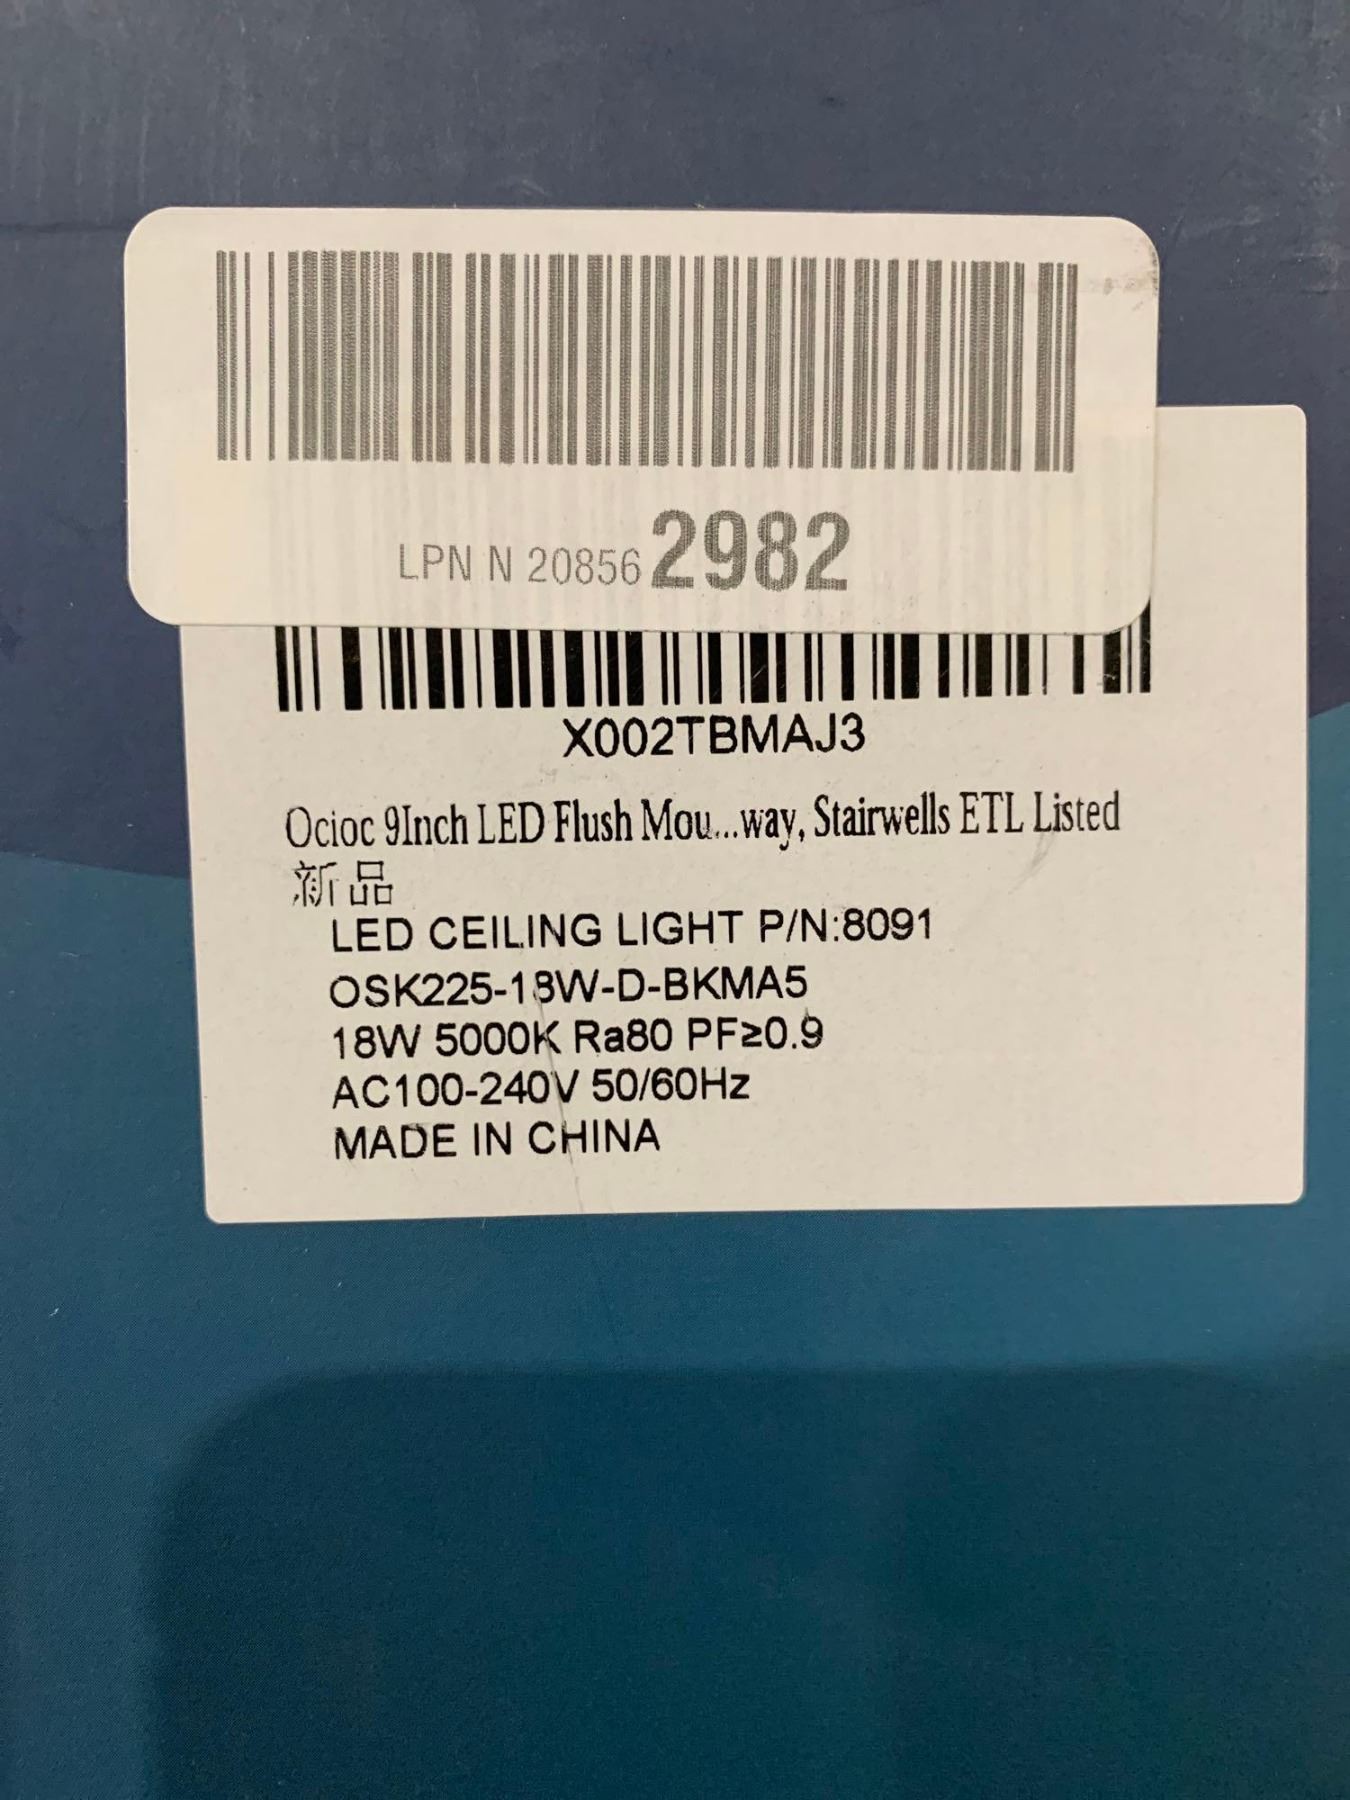 LPN N 20856 2982
X002TBMAJ3
Ocioc 9Inch LED Flush Mou...way, Stairwells ETL Listed
新品
LED CEILING LIGHT P/N:8091
OSK225-18W-D-BKMA5
18W 5000K Ra80 PF≥0.9
AC100-240V 50/60Hz
MADE IN CHINA